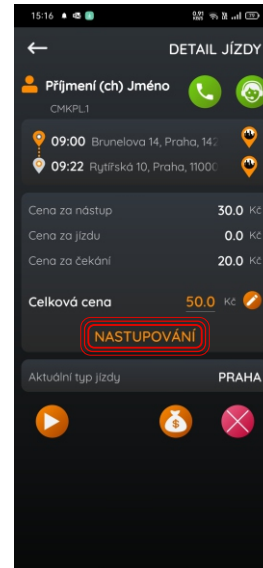 15:16
DETAIL JÍZDY
Příjmení (ch) Jméno
CMKPL1
09:00 Brunelova 14, Praha, 142
09:22 Rytířská 10, Praha, 11000
Cena za nástup 30.0 Kč
Cena za jízdu 0.0 Kč
Cena za čekání 20.0 Kč
Celková cena 50.0 Kč
NASTUPOVÁNÍ
Aktuální typ jízdy PRAHA